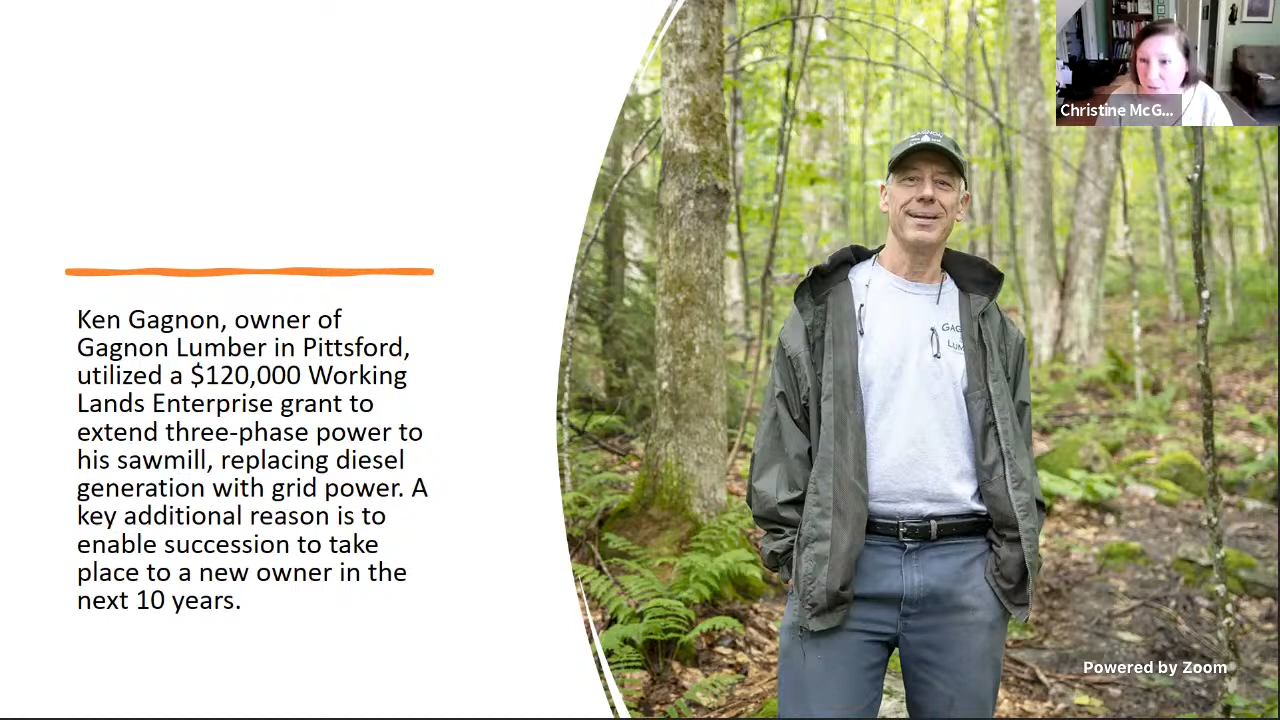 Ken Gagnon, owner of
Gagnon Lumber in Pittsford,
utilized a $120,000 Working
Lands Enterprise grant to
extend three-phase power to
his sawmill, replacing diesel
generation with grid power. A
key additional reason is to
enable succession to take
place to a new owner in the
next 10 years.
Christine McG...
GAGNON
Powered by Zoom